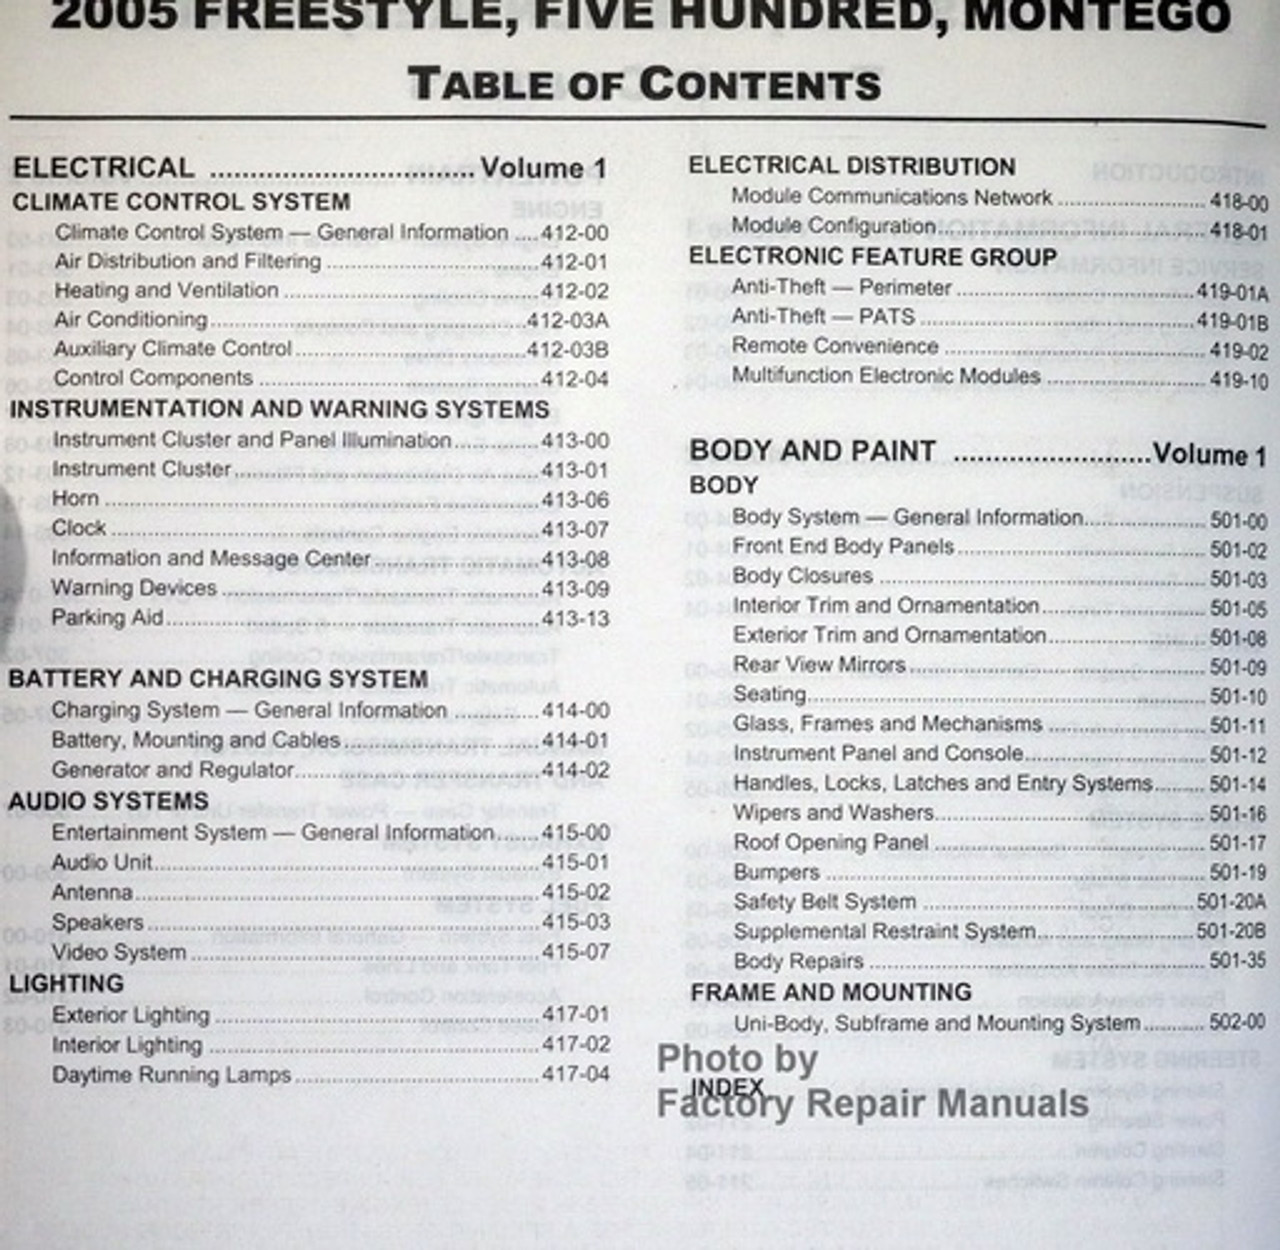 2005 FREESTYLE, FIVE HUNDRED, MONTEGO
TABLE OF CONTENTS
ELECTRICAL ................................. Volume 1
CLIMATE CONTROL SYSTEM
Climate Control System — General Information ....412-00
Air Distribution and Filtering ....412-01
Heating and Ventilation ....412-02
Air Conditioning....412-03A
Auxiliary Climate Control....412-03B
Control Components ....412-04
INSTRUMENTATION AND WARNING SYSTEMS
Instrument Cluster and Panel Illumination....413-00
Instrument Cluster....413-01
Horn ....413-06
Clock ....413-07
Information and Message Center....413-08
Warning Devices ....413-09
Parking Aid....413-13
BATTERY AND CHARGING SYSTEM
Charging System — General Information ....414-00
Battery, Mounting and Cables....414-01
Generator and Regulator....414-02
AUDIO SYSTEMS
Entertainment System — General Information....415-00
Audio Unit....415-01
Antenna....415-02
Speakers....415-03
Video System....415-07
LIGHTING
Exterior Lighting ....417-01
Interior Lighting ....417-02
Daytime Running Lamps....417-04
ELECTRICAL DISTRIBUTION
Module Communications Network ....418-00
Module Configuration....418-01
ELECTRONIC FEATURE GROUP
Anti-Theft — Perimeter ....419-01A
Anti-Theft — PATS ....419-01B
Remote Convenience ....419-02
Multifunction Electronic Modules....419-10
BODY AND PAINT .........................Volume 1
BODY
Body System — General Information....501-00
Front End Body Panels....501-02
Body Closures ....501-03
Interior Trim and Ornamentation....501-05
Exterior Trim and Ornamentation....501-08
Rear View Mirrors....501-09
Seating....501-10
Glass, Frames and Mechanisms ....501-11
Instrument Panel and Console....501-12
Handles, Locks, Latches and Entry Systems....501-14
Wipers and Washers....501-16
Roof Opening Panel....501-17
Bumpers ....501-19
Safety Belt System ....501-20A
Supplemental Restraint System....501-20B
Body Repairs ....501-35
FRAME AND MOUNTING
Uni-Body, Subframe and Mounting System....502-00
INDEX
Photo by
Factory Repair Manuals